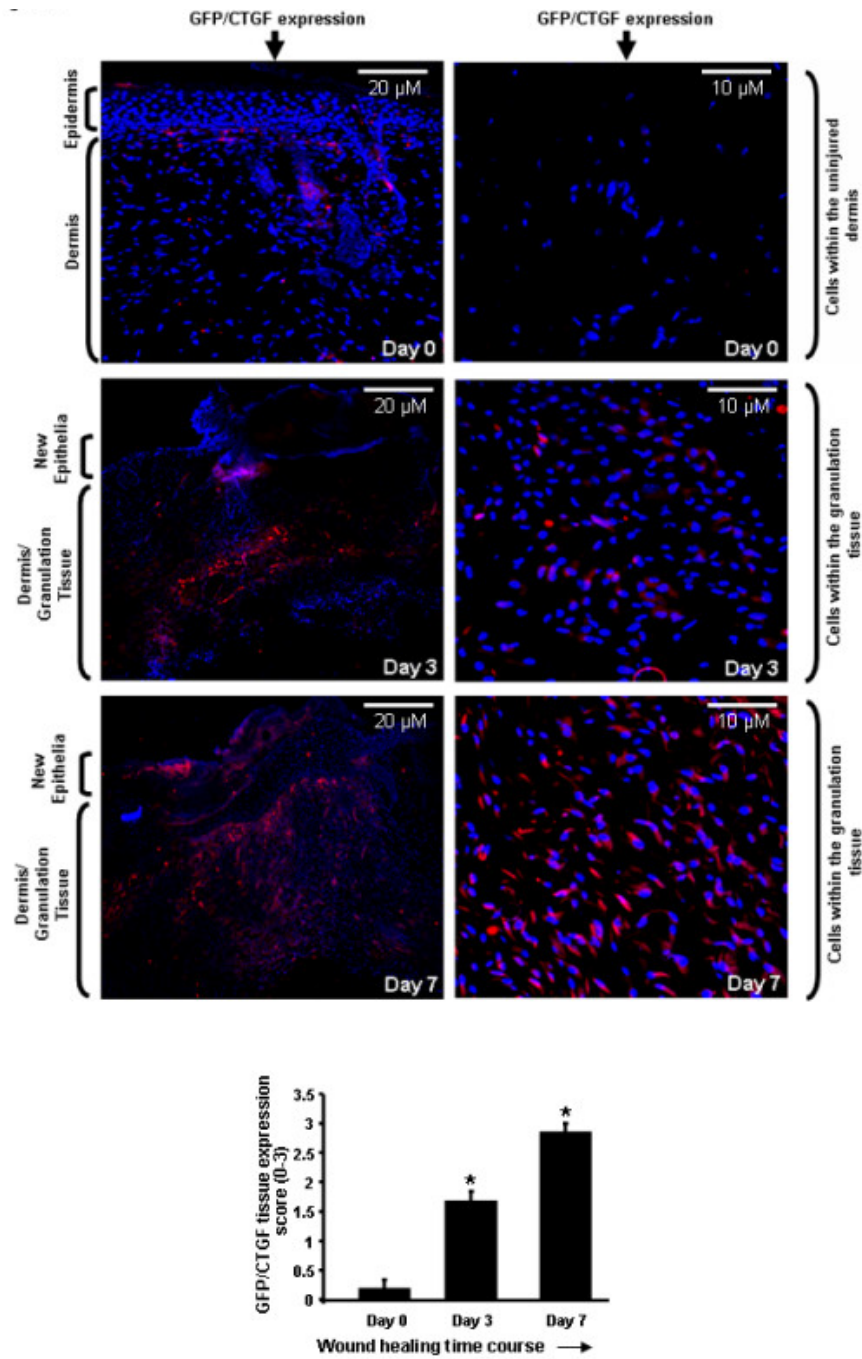 GFP/CTGF expression
GFP/CTGF expression
Epidermis
Dermis
20 µM
Day 0
10 µM
Day 0
Cells within the uninjured
dermis
New
Epithelia
Dermis/
Granulation
Tissue
20 µM
Day 3
10 µM
Day 3
Cells within the granulation
tissue
New
Epithelia
Dermis/
Granulation
Tissue
20 µM
Day 7
10 µM
Day 7
Cells within the granulation
tissue
GFP/CTGF tissue expression
score (0-3)
3.5
3
2.5
2
1.5
1
0.5
0
*
*
Day 0
Day 3
Day 7
Wound healing time course →